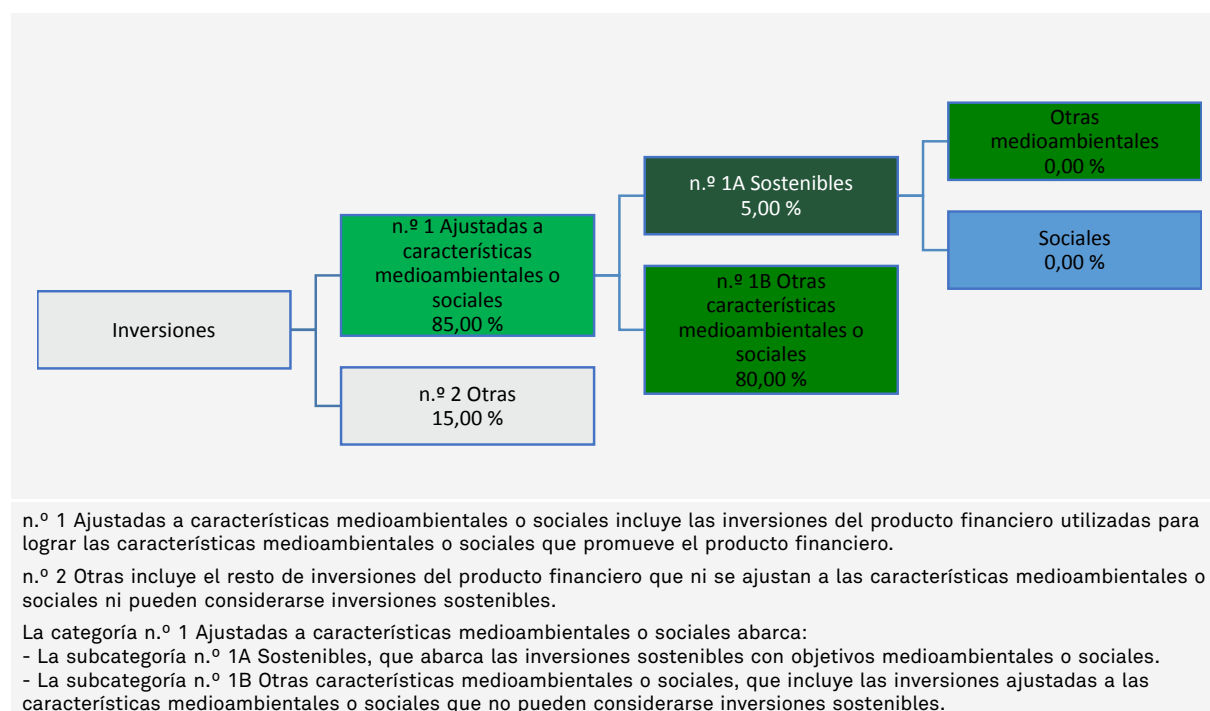 Inversiones
n.º 1 Ajustadas a
características
medioambientales o
sociales
85,00 %
n.º 2 Otras
15,00 %
n.º 1A Sostenibles
5,00 %
n.º 1B Otras
características
medioambientales o
sociales
80,00 %
Otras
medioambientales
0,00 %
Sociales
0,00 %
n.º 1 Ajustadas a características medioambientales o sociales incluye las inversiones del producto financiero utilizadas para
lograr las características medioambientales o sociales que promueve el producto financiero.
n.º 2 Otras incluye el resto de inversiones del producto financiero que ni se ajustan a las características medioambientales o
sociales ni pueden considerarse inversiones sostenibles.
La categoría n.º 1 Ajustadas a características medioambientales o sociales abarca:
- La subcategoría n.º 1A Sostenibles, que abarca las inversiones sostenibles con objetivos medioambientales o sociales.
- La subcategoría n.º 1B Otras características medioambientales o sociales, que incluye las inversiones ajustadas a las
características medioambientales o sociales que no pueden considerarse inversiones sostenibles.